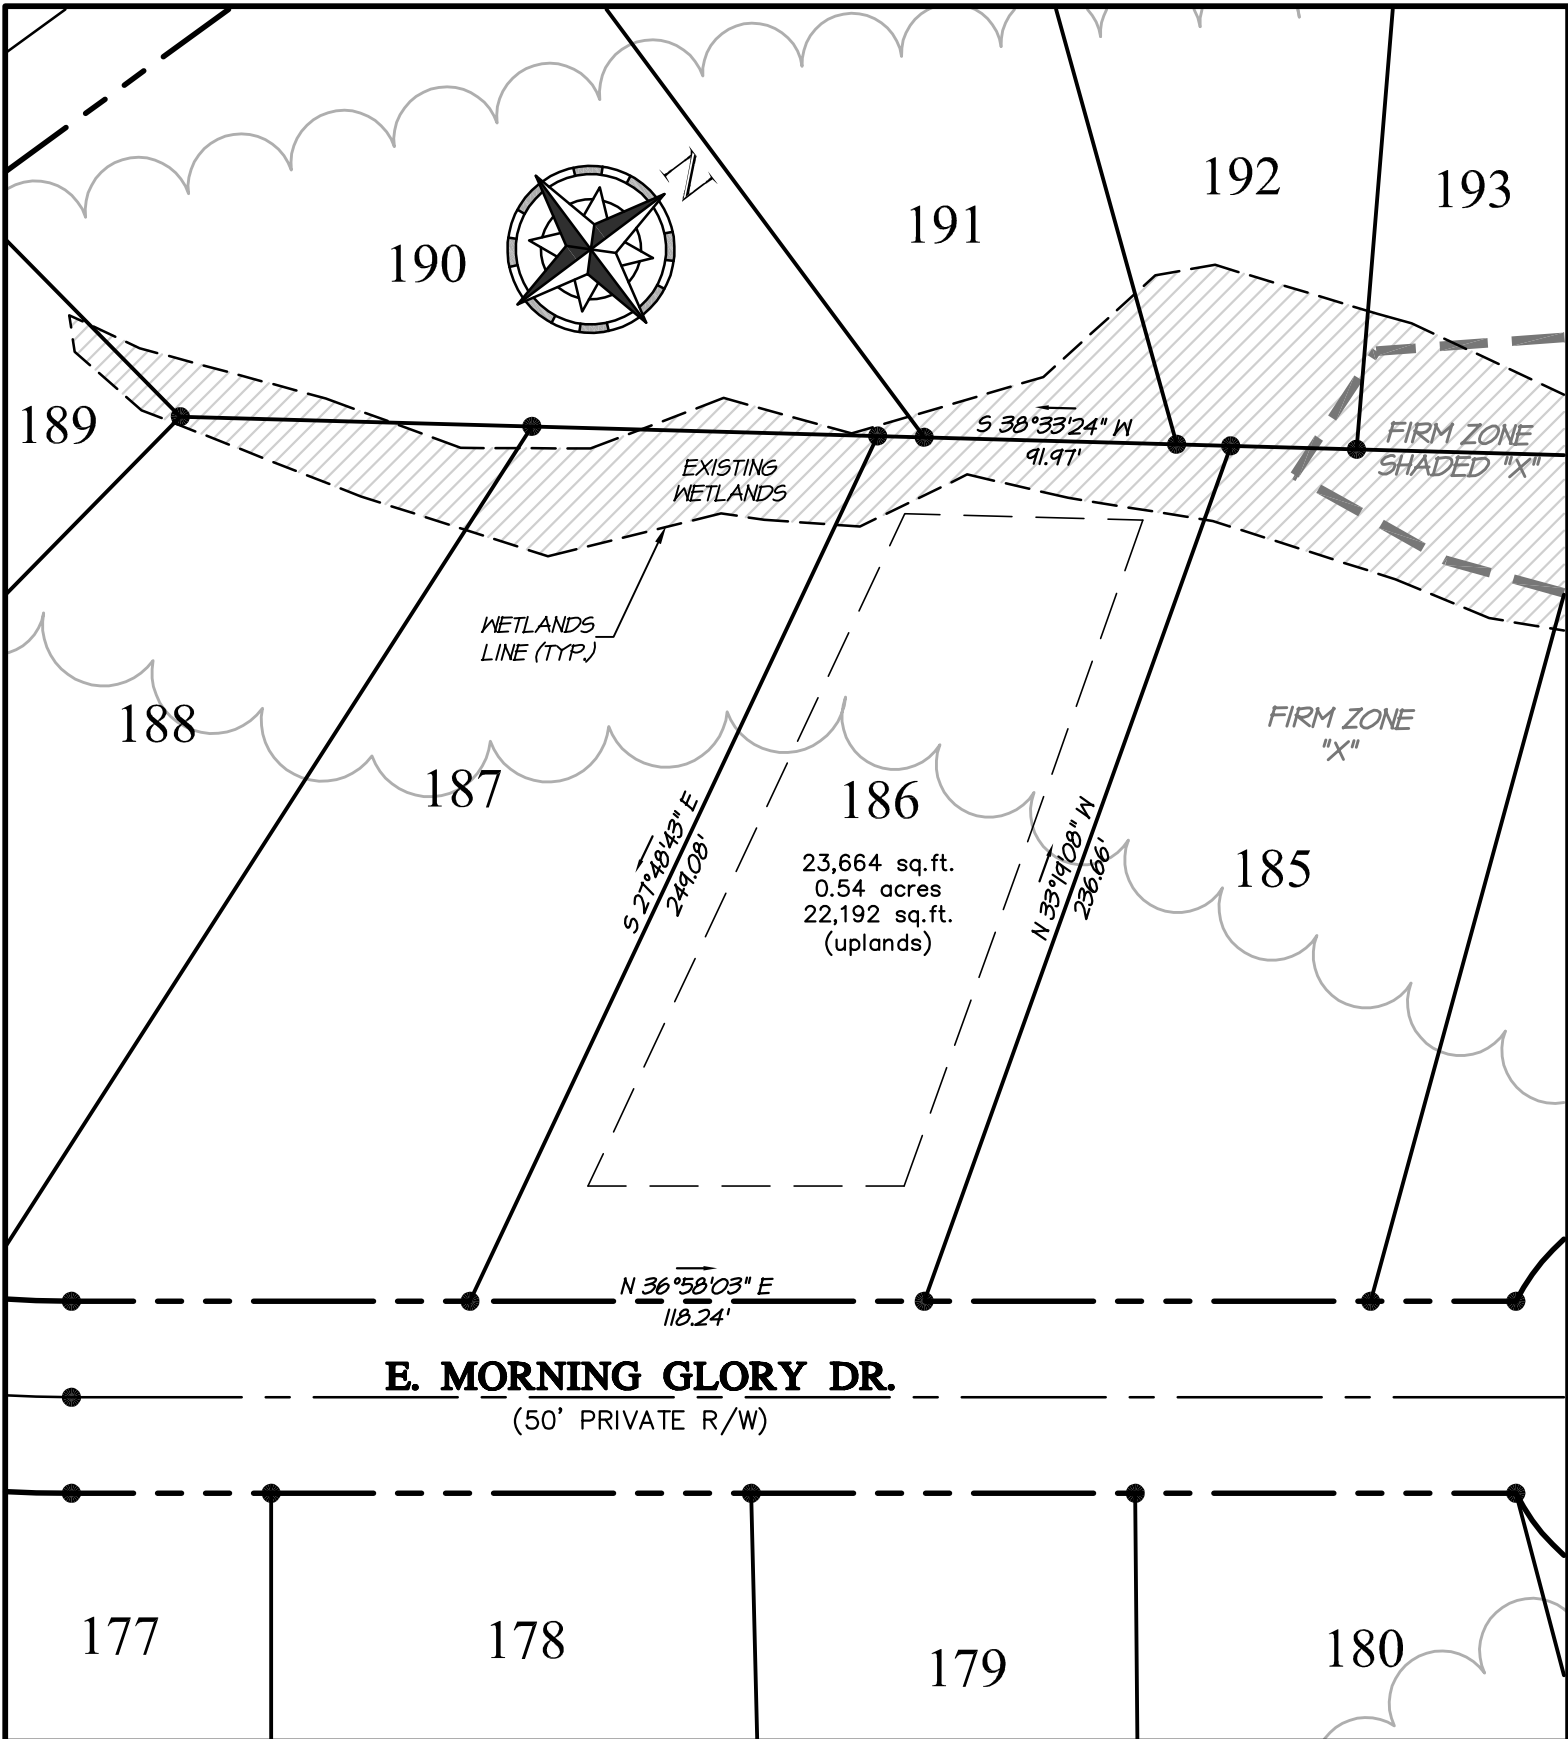 N
192
193
191
190
189
S 38°33'24" W
91.97'
FIRM ZONE
SHADED "X"
EXISTING
WETLANDS
WETLANDS
LINE (TYP.)
188
187
FIRM ZONE
"X"
186
23,664 sq.ft.
0.54 acres
22,192 sq.ft.
(uplands)
S 27°48'43" E
249.08'
N 33°19'08" W
236.66'
185
N 36°58'03" E
118.24'
E. MORNING GLORY DR.
(50' PRIVATE R/W)
177
178
179
180